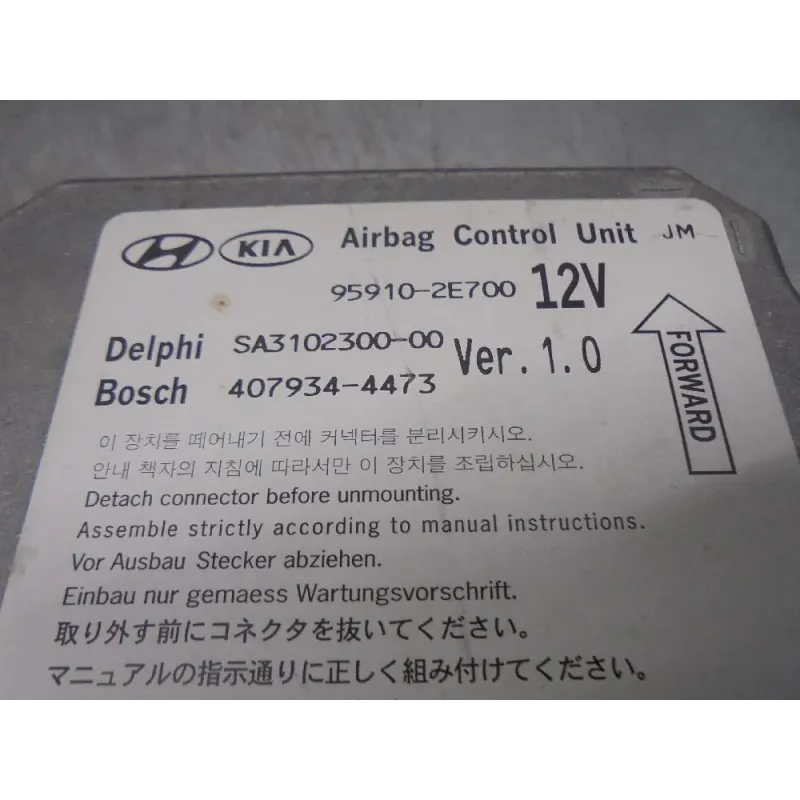 KIA Airbag Control Unit JM
95910-2E700 12V
Delphi SA3102300-00 Ver. 1.0
Bosch 407934-4473
FORWARD
이 장치를 떼어내기 전에 커넥터를 분리시키시오.
안내 책자의 지침에 따라서만 이 장치를 조립하십시오.
Detach connector before unmounting.
Assemble strictly according to manual instructions.
Vor Ausbau Stecker abziehen.
Einbau nur gemaess Wartungsvorschrift.
取り外す前にコネクタを抜いてください。
マニュアルの指示通りに正しく組み付けてください。